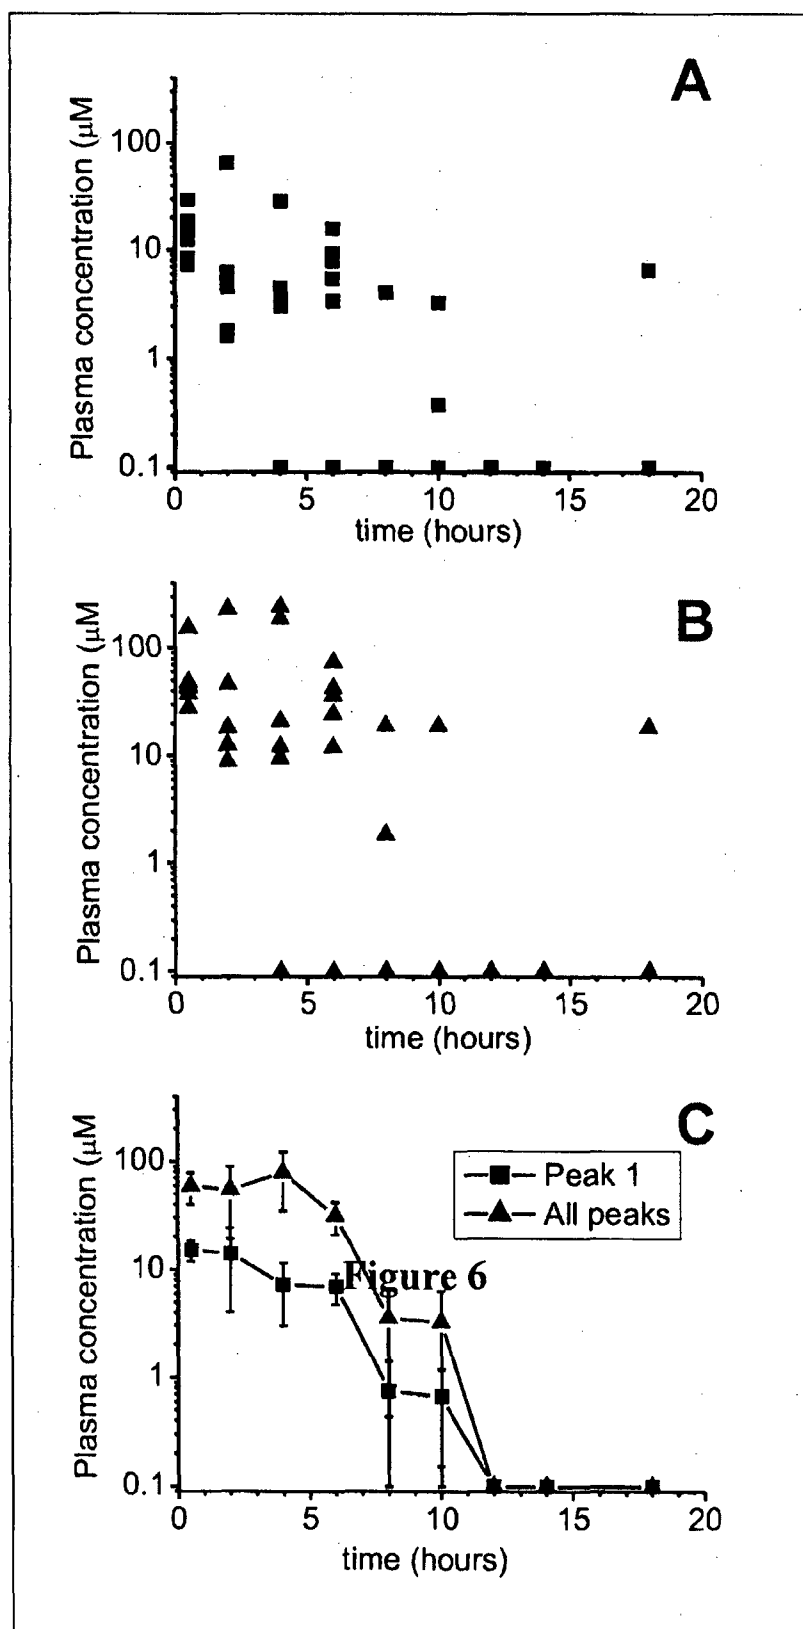 A
Plasma concentration (μM
100
10
1
0.1
0 5 10 15 20
time (hours)
B
Plasma concentration (μM
100
10
1
0.1
0 5 10 15 20
time (hours)
C
Plasma concentration (μM
100
10
1
0.1
Peak 1
All peaks
Figure 6
0 5 10 15 20
time (hours)